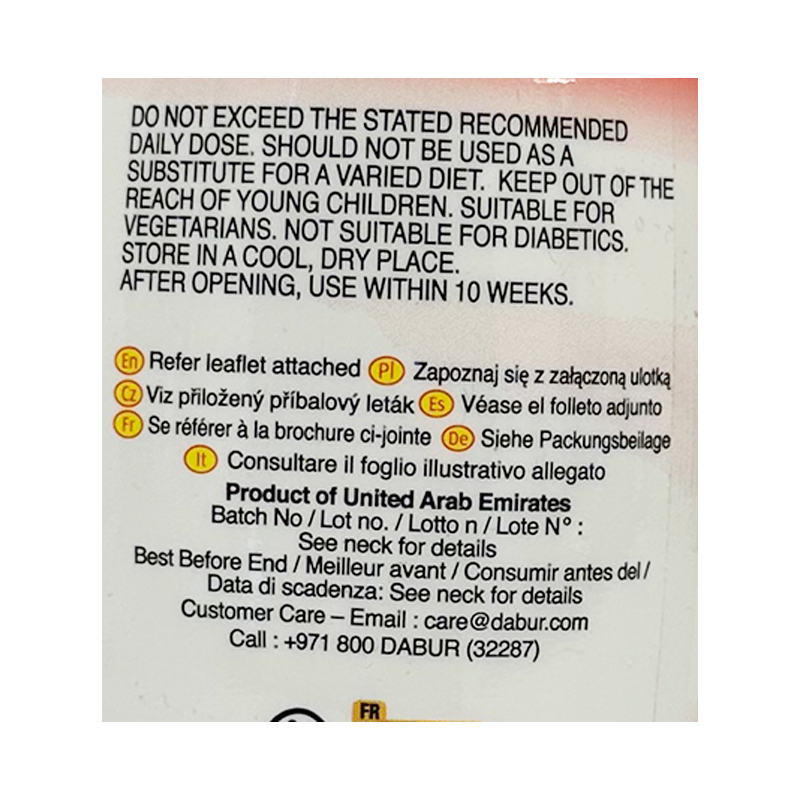 DO NOT EXCEED THE STATED RECOMMENDED
DAILY DOSE. SHOULD NOT BE USED AS A
SUBSTITUTE FOR A VARIED DIET. KEEP OUT OF THE
REACH OF YOUNG CHILDREN. SUITABLE FOR
VEGETARIANS. NOT SUITABLE FOR DIABETICS.
STORE IN A COOL, DRY PLACE.
AFTER OPENING, USE WITHIN 10 WEEKS.
En Refer leaflet attached Pl Zapoznaj się z załączoną ulotką
Cz Viz přiložený příbalový leták Es Véase el folleto adjunto
Fr Se référer à la brochure ci-jointe De Siehe Packungsbeilage
It Consultare il foglio illustrativo allegato
Product of United Arab Emirates
Batch No / Lot no. / Lotto n / Lote N° :
See neck for details
Best Before End / Meilleur avant / Consumir antes del /
Data di scadenza: See neck for details
Customer Care – Email : care@dabur.com
Call : +971 800 DABUR (32287)
FR